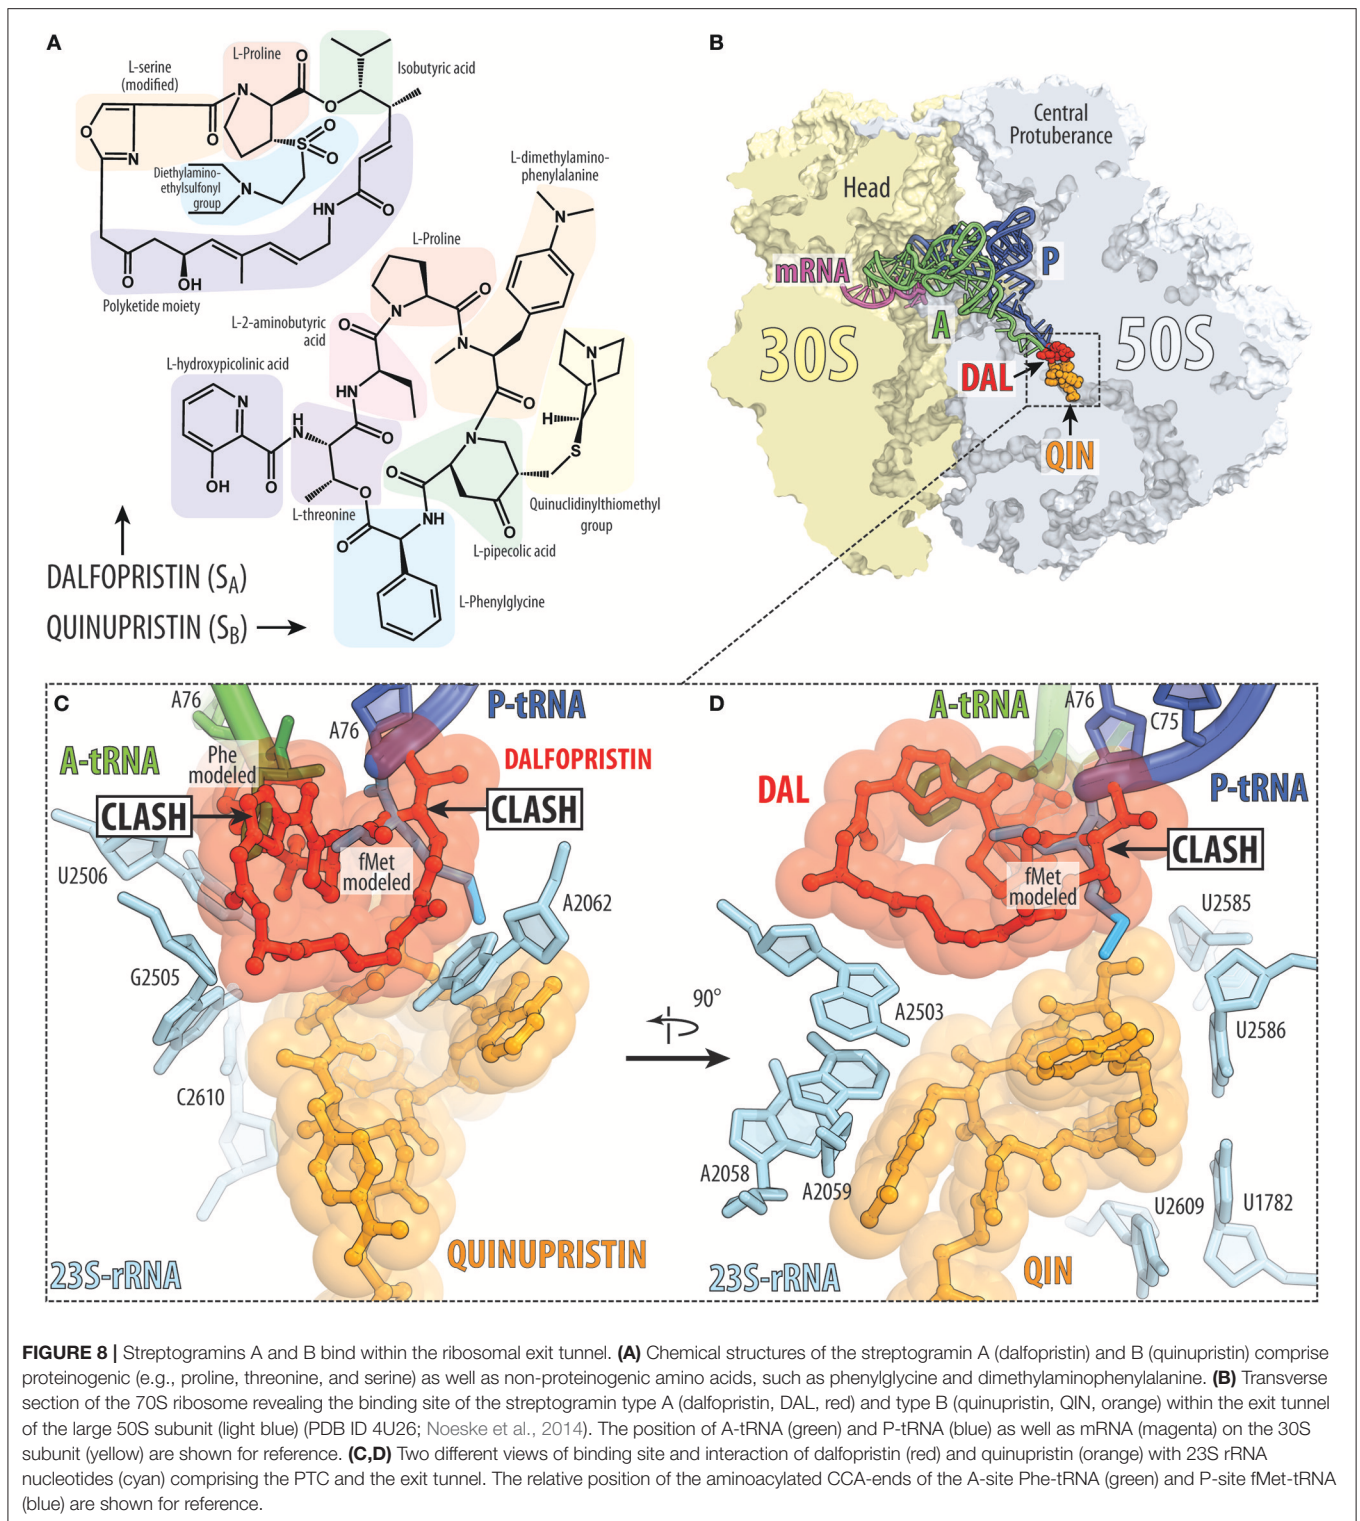 A
L-serine
(modified)
L-Proline
Isobutyric acid
O
N
O
O
O
N
O
S
O
O
Diethylamino-
ethylsulfonyl
group
N
HN
O
O
OH
Polyketide moiety
L-dimethylamino-
phenylalanine
N
L-Proline
N
O
L-2-aminobutyric
acid
O
N
L-hydroxypicolinic acid
HN
O
N
H
N
H
S
N
O
OH
O
N
O
O
L-threonine
O
HN
O
Quinuclidinylthiomethyl
group
L-pipecolic acid
L-Phenylglycine
DALFOPRISTIN (SA)
QUINUPRISTIN (SB)
B
Central
Protuberance
Head
mRNA
P
A
30S
50S
DAL
QIN
C
A76
A76
P-tRNA
A-tRNA
Phe
modeled
DALFOPRISTIN
CLASH
CLASH
fMet
modeled
U2506
A2062
G2505
C2610
23S-rRNA
QUINUPRISTIN
90°
D
A-tRNA
A76
C75
DAL
P-tRNA
CLASH
fMet
modeled
U2585
A2503
U2586
A2058
A2059
U2609
U1782
23S-rRNA
QIN
FIGURE 8 | Streptogramins A and B bind within the ribosomal exit tunnel. (A) Chemical structures of the streptogramin A (dalfopristin) and B (quinupristin) comprise
proteinogenic (e.g., proline, threonine, and serine) as well as non-proteinogenic amino acids, such as phenylglycine and dimethylaminophenylalanine. (B) Transverse
section of the 70S ribosome revealing the binding site of the streptogramin type A (dalfopristin, DAL, red) and type B (quinupristin, QIN, orange) within the exit tunnel
of the large 50S subunit (light blue) (PDB ID 4U26; Noeske et al., 2014). The position of A-tRNA (green) and P-tRNA (blue) as well as mRNA (magenta) on the 30S
subunit (yellow) are shown for reference. (C,D) Two different views of binding site and interaction of dalfopristin (red) and quinupristin (orange) with 23S rRNA
nucleotides (cyan) comprising the PTC and the exit tunnel. The relative position of the aminoacylated CCA-ends of the A-site Phe-tRNA (green) and P-site fMet-tRNA
(blue) are shown for reference.